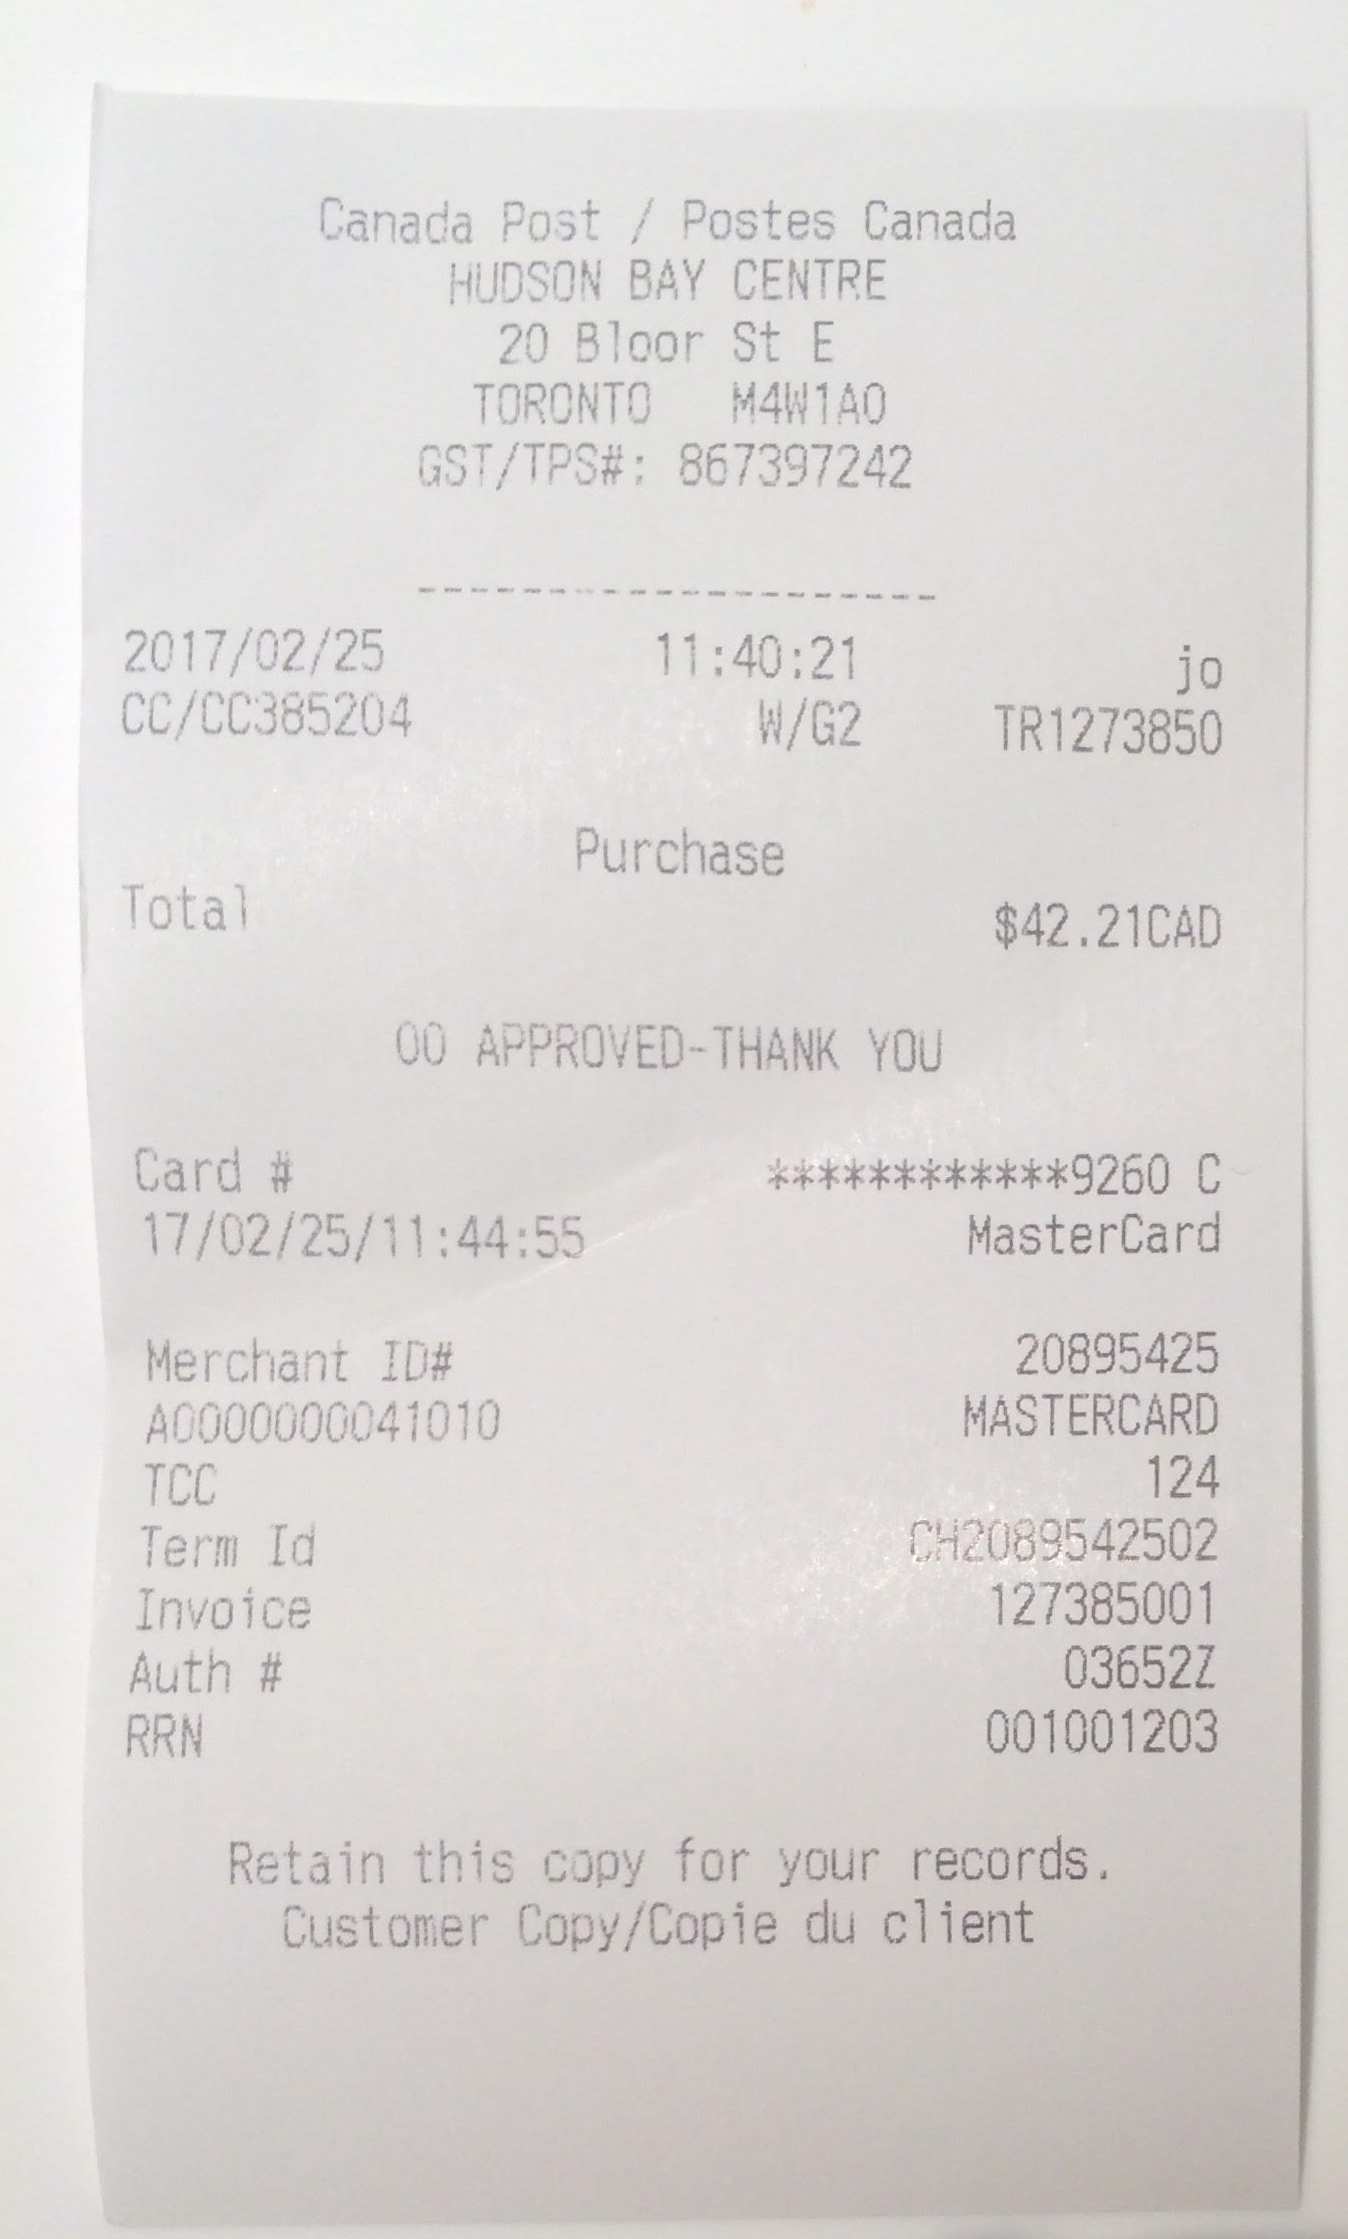 Canada Post / Postes Canada
HUDSON BAY CENTRE
20 Bloor St E
TORONTO M4W1A0
GST/TPS#: 867397242
---------------------
2017/02/25 11:40:21 jo
CC/CC385204 W/G2 TR1273850
Purchase
Total $42.21CAD
00 APPROVED-THANK YOU
Card # ************9260 C
17/02/25/11:44:55 MasterCard
Merchant ID# 20895425
A0000000041010 MASTERCARD
TCC 124
Term Id CH2089542502
Invoice 127385001
Auth # 03652Z
RRN 001001203
Retain this copy for your records.
Customer Copy/Copie du client